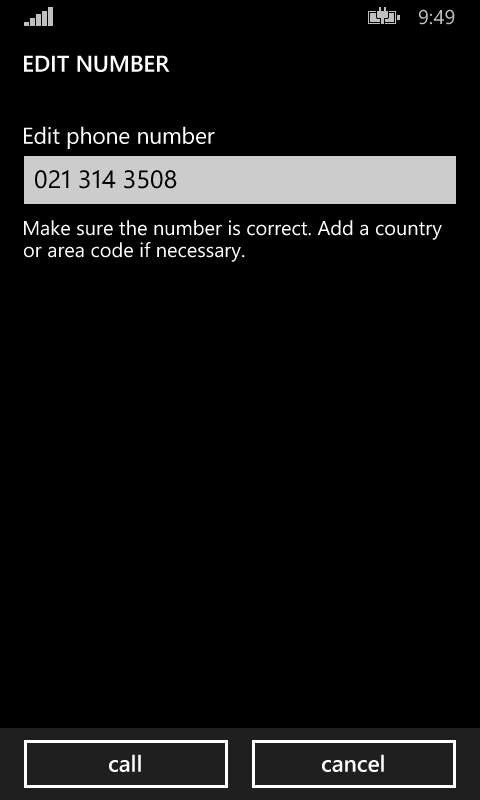 9:49
EDIT NUMBER
Edit phone number
021 314 3508
Make sure the number is correct. Add a country
or area code if necessary.
call
cancel